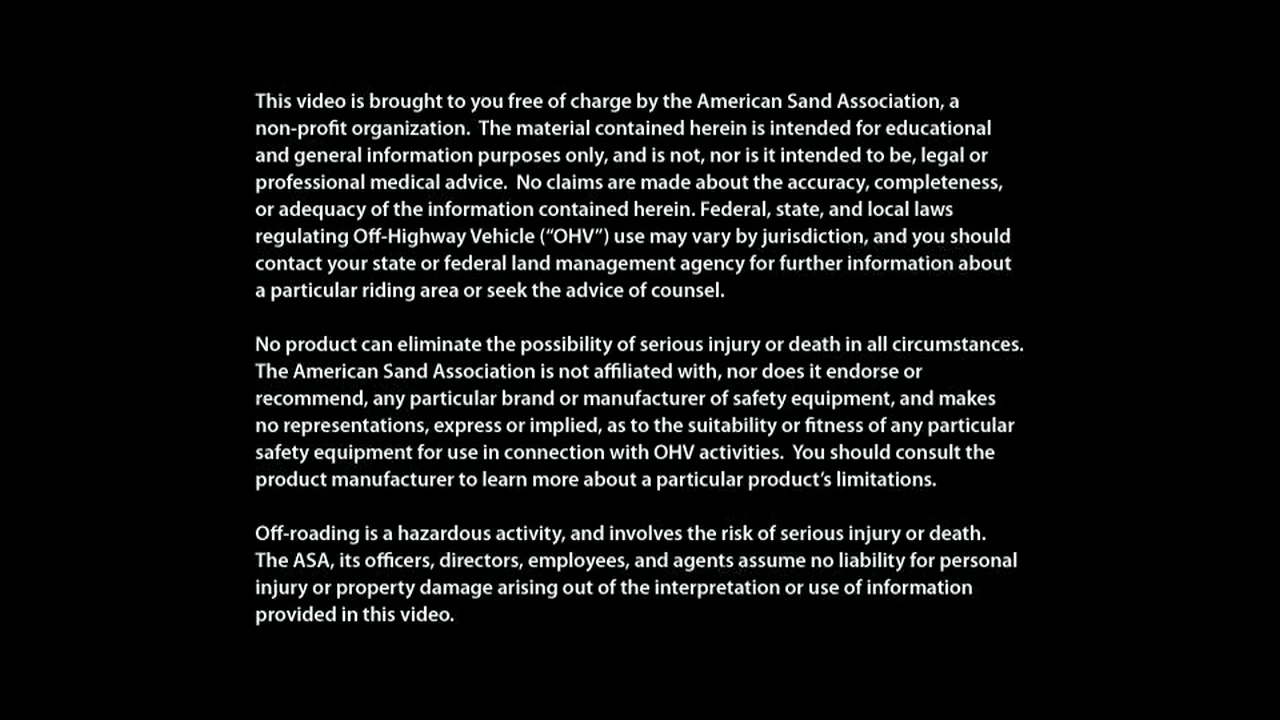 This video is brought to you free of charge by the American Sand Association, a
non-profit organization.  The material contained herein is intended for educational
and general information purposes only, and is not, nor is it intended to be, legal or
professional medical advice.  No claims are made about the accuracy, completeness,
or adequacy of the information contained herein. Federal, state, and local laws
regulating Off-Highway Vehicle (“OHV”) use may vary by jurisdiction, and you should
contact your state or federal land management agency for further information about
a particular riding area or seek the advice of counsel.

No product can eliminate the possibility of serious injury or death in all circumstances.
The American Sand Association is not affiliated with, nor does it endorse or
recommend, any particular brand or manufacturer of safety equipment, and makes
no representations, express or implied, as to the suitability or fitness of any particular
safety equipment for use in connection with OHV activities.  You should consult the
product manufacturer to learn more about a particular product’s limitations.

Off-roading is a hazardous activity, and involves the risk of serious injury or death.
The ASA, its officers, directors, employees, and agents assume no liability for personal
injury or property damage arising out of the interpretation or use of information
provided in this video.